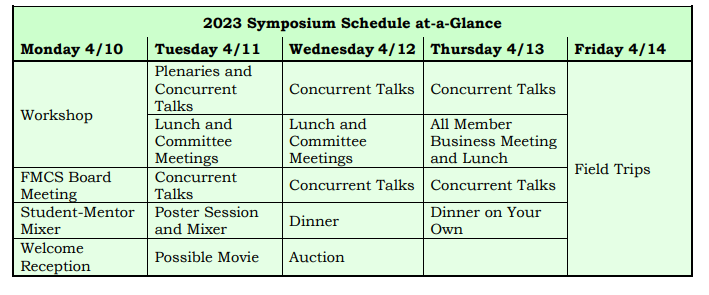 2023 Symposium Schedule at-a-Glance
Monday 4/10 Tuesday 4/11 Wednesday 4/12 Thursday 4/13 Friday 4/14
Workshop
Plenaries and
Concurrent
Talks
Concurrent Talks
Concurrent Talks
Field Trips
Lunch and
Committee
Meetings
Lunch and
Committee
Meetings
All Member
Business Meeting
and Lunch
FMCS Board
Meeting
Concurrent
Talks
Concurrent Talks
Concurrent Talks
Student-Mentor
Mixer
Poster Session
and Mixer
Dinner
Dinner on Your
Own
Welcome
Reception
Possible Movie
Auction